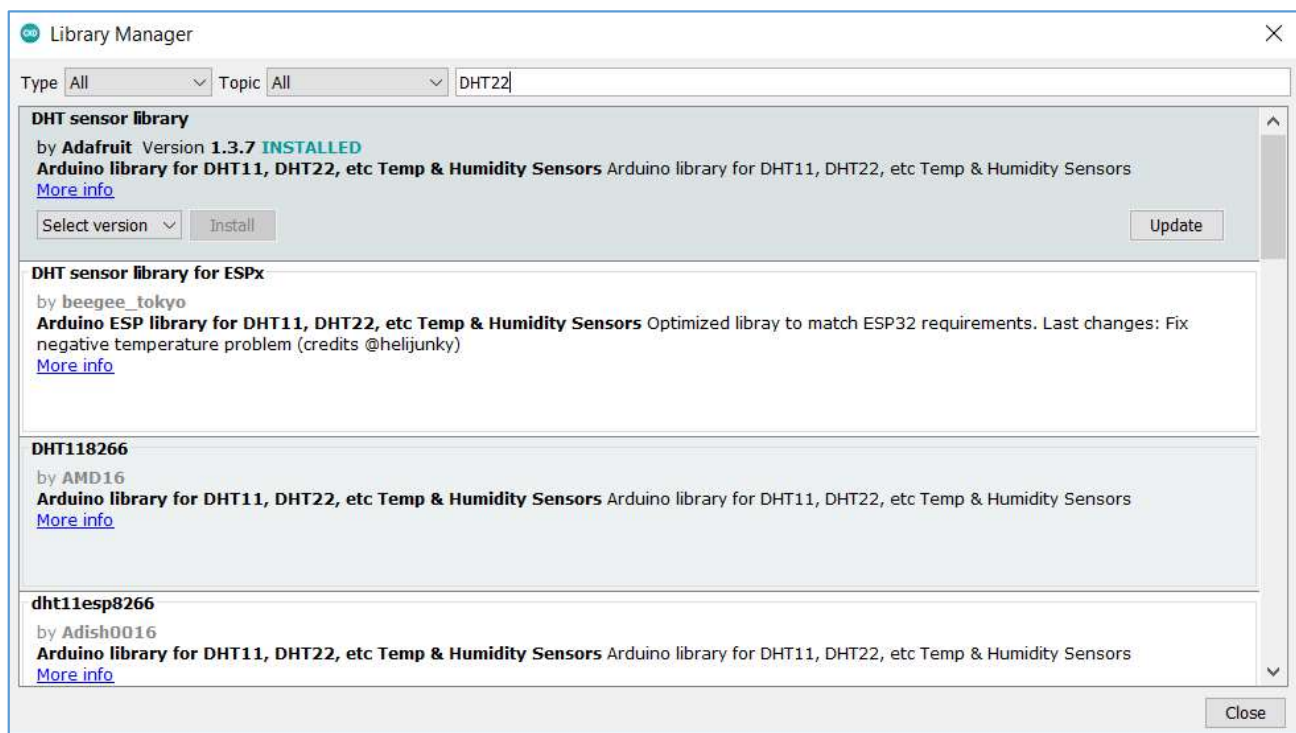 Library Manager
Type All Topic All DHT22
DHT sensor library
by Adafruit Version 1.3.7 INSTALLED
Arduino library for DHT11, DHT22, etc Temp & Humidity Sensors Arduino library for DHT11, DHT22, etc Temp & Humidity Sensors
More info
Select version Install Update
DHT sensor library for ESPx
by beegee_tokyo
Arduino ESP library for DHT11, DHT22, etc Temp & Humidity Sensors Optimized libray to match ESP32 requirements. Last changes: Fix
negative temperature problem (credits @helijunky)
More info
DHT118266
by AMD16
Arduino library for DHT11, DHT22, etc Temp & Humidity Sensors Arduino library for DHT11, DHT22, etc Temp & Humidity Sensors
More info
dht11esp8266
by Adish0016
Arduino library for DHT11, DHT22, etc Temp & Humidity Sensors Arduino library for DHT11, DHT22, etc Temp & Humidity Sensors
More info
Close